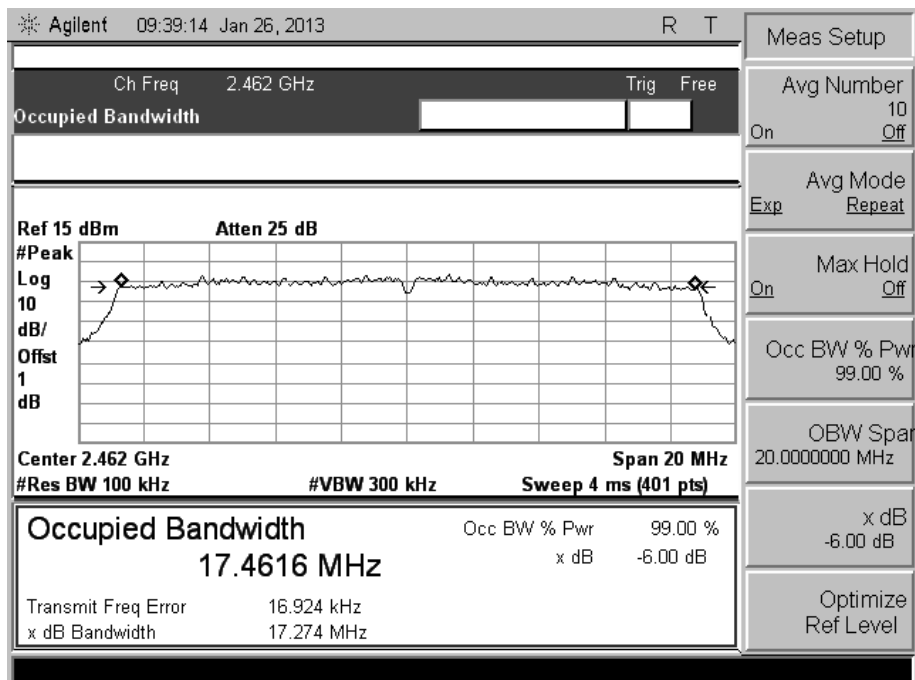 Agilent 09:39:14 Jan 26, 2013 R T
Ch Freq 2.462 GHz Trig Free
Occupied Bandwidth
Ref 15 dBm Atten 25 dB
#Peak
Log
10
dB/
Offst
1
dB
Center 2.462 GHz Span 20 MHz
#Res BW 100 kHz #VBW 300 kHz Sweep 4 ms (401 pts)
Occupied Bandwidth
17.4616 MHz
Occ BW % Pwr 99.00 %
x dB -6.00 dB
Transmit Freq Error 16.924 kHz
x dB Bandwidth 17.274 MHz
Meas Setup
Avg Number
10
On Off
Avg Mode
Exp Repeat
Max Hold
On Off
Occ BW % Pwr
99.00 %
OBW Span
20.0000000 MHz
x dB
-6.00 dB
Optimize
Ref Level